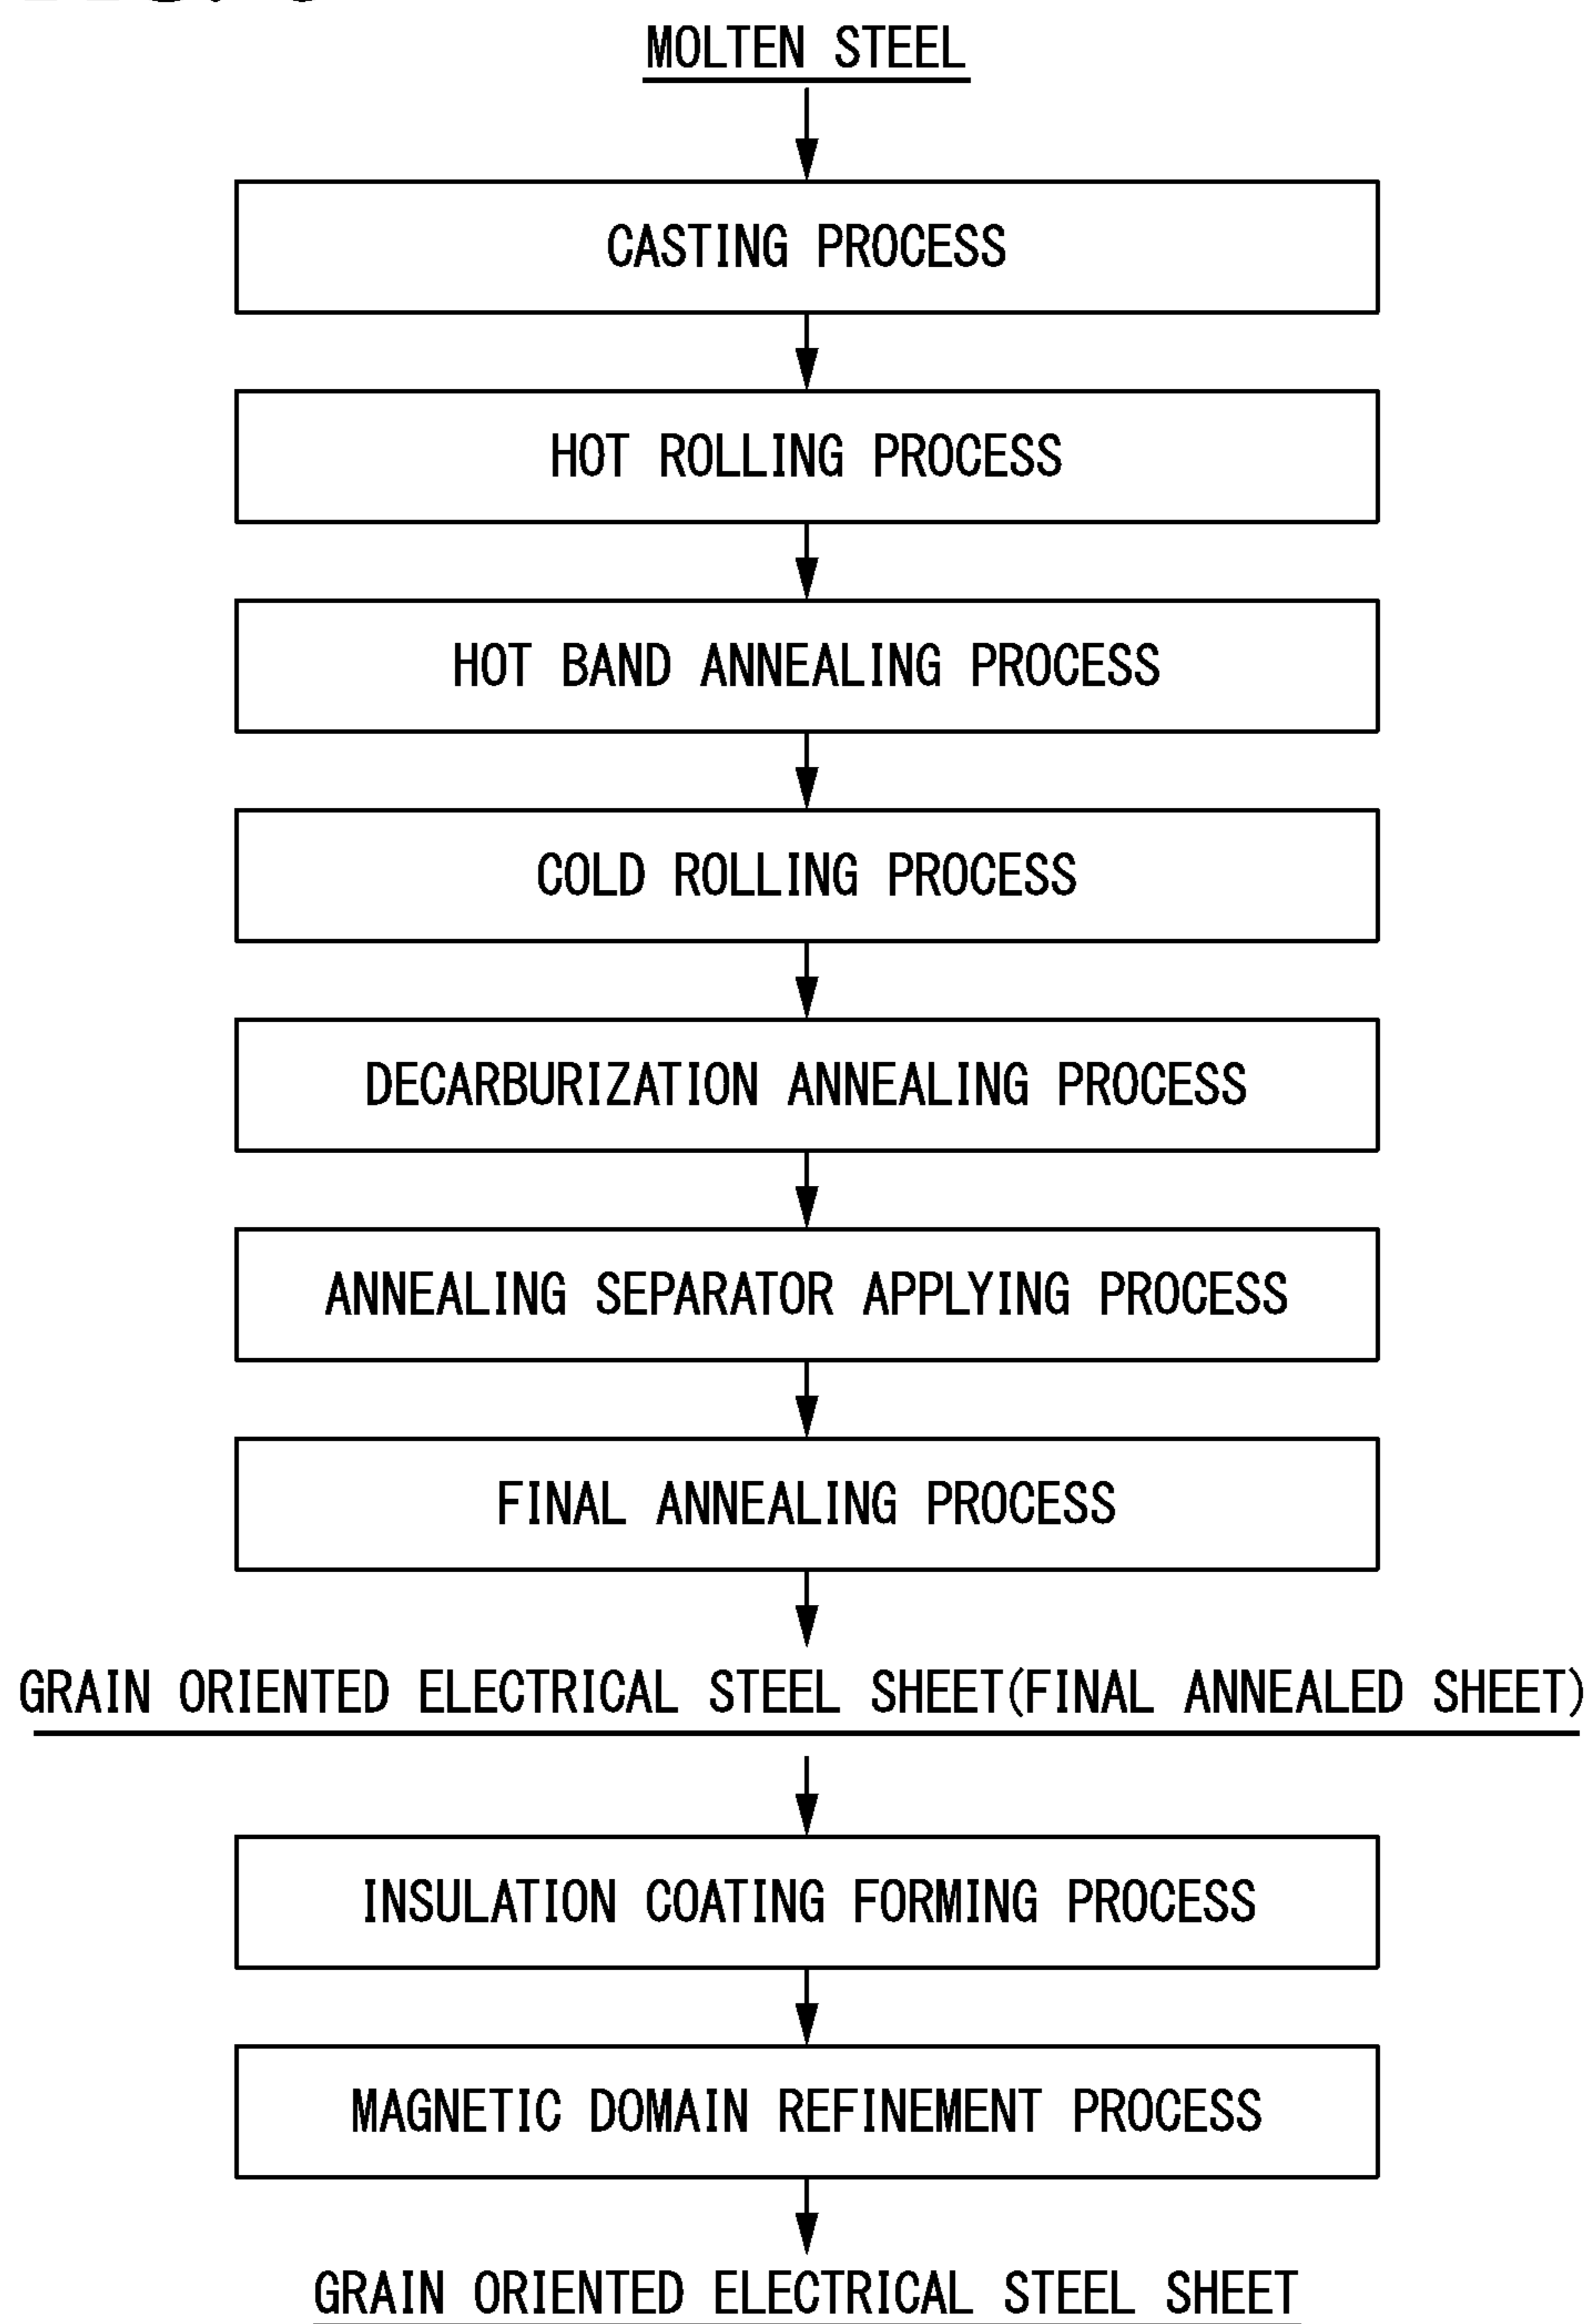 MOLTEN STEEL
CASTING PROCESS
HOT ROLLING PROCESS
HOT BAND ANNEALING PROCESS
COLD ROLLING PROCESS
DECARBURIZATION ANNEALING PROCESS
ANNEALING SEPARATOR APPLYING PROCESS
FINAL ANNEALING PROCESS
GRAIN ORIENTED ELECTRICAL STEEL SHEET(FINAL ANNEALED SHEET)
INSULATION COATING FORMING PROCESS
MAGNETIC DOMAIN REFINEMENT PROCESS
GRAIN ORIENTED ELECTRICAL STEEL SHEET